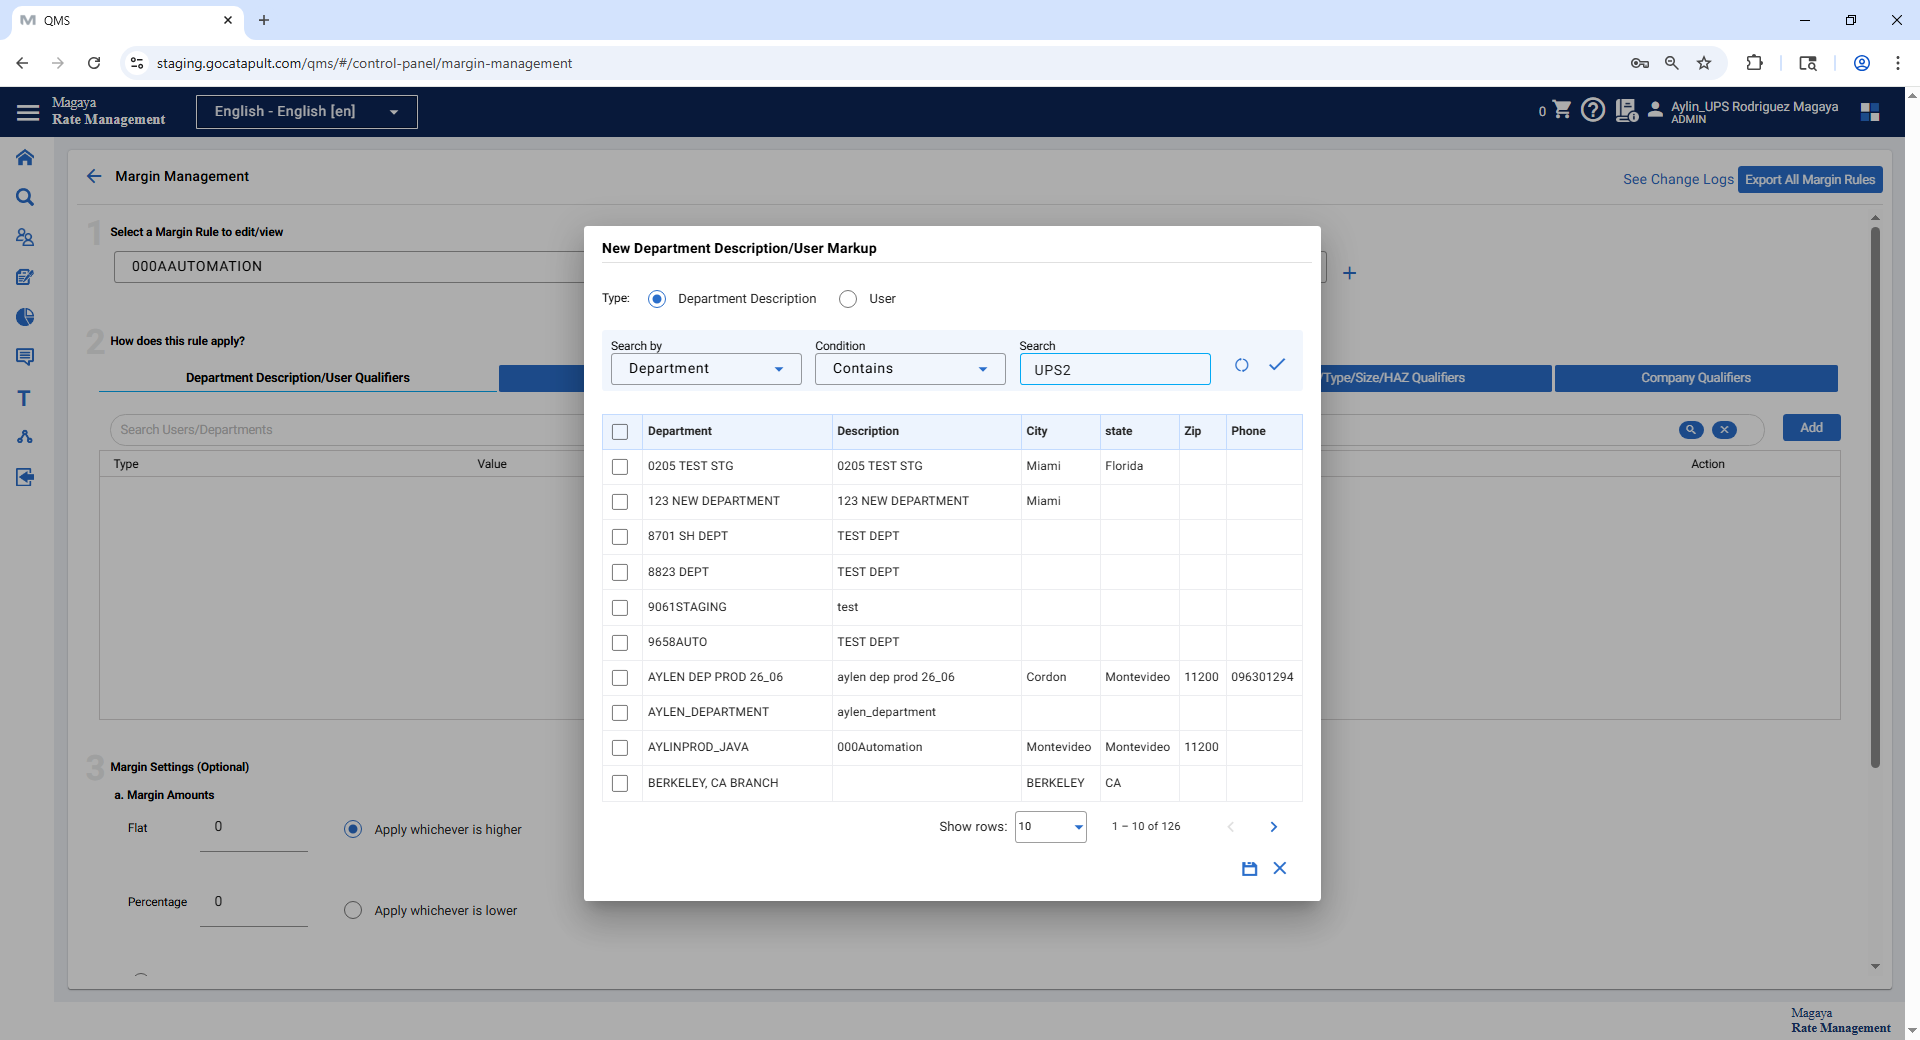 QMS
staging.gocatapult.com/qms/#/control-panel/margin-management
Magaya
Rate Management
English - English [en]
0
Aylin_UPS Rodriguez Magaya
ADMIN
Margin Management
See Change Logs
Export All Margin Rules
1
Select a Margin Rule to edit/view
000AAUTOMATION
2
How does this rule apply?
Department Description/User Qualifiers
/Type/Size/HAZ Qualifiers
Company Qualifiers
Search Users/Departments
Add
Type Value Action
New Department Description/User Markup
Type: Department Description User
Search by Condition Search
Department Contains UPS2
Department Description City state Zip Phone
0205 TEST STG 0205 TEST STG Miami Florida
123 NEW DEPARTMENT 123 NEW DEPARTMENT Miami
8701 SH DEPT TEST DEPT
8823 DEPT TEST DEPT
9061STAGING test
9658AUTO TEST DEPT
AYLEN DEP PROD 26_06 aylen dep prod 26_06 Cordon Montevideo 11200 096301294
AYLEN_DEPARTMENT aylen_department
AYLINPROD_JAVA 000Automation Montevideo Montevideo 11200
BERKELEY, CA BRANCH BERKELEY CA
Show rows: 10 1 – 10 of 126
3
Margin Settings (Optional)
a. Margin Amounts
Flat 0 Apply whichever is higher
Percentage 0 Apply whichever is lower
Magaya
Rate Management